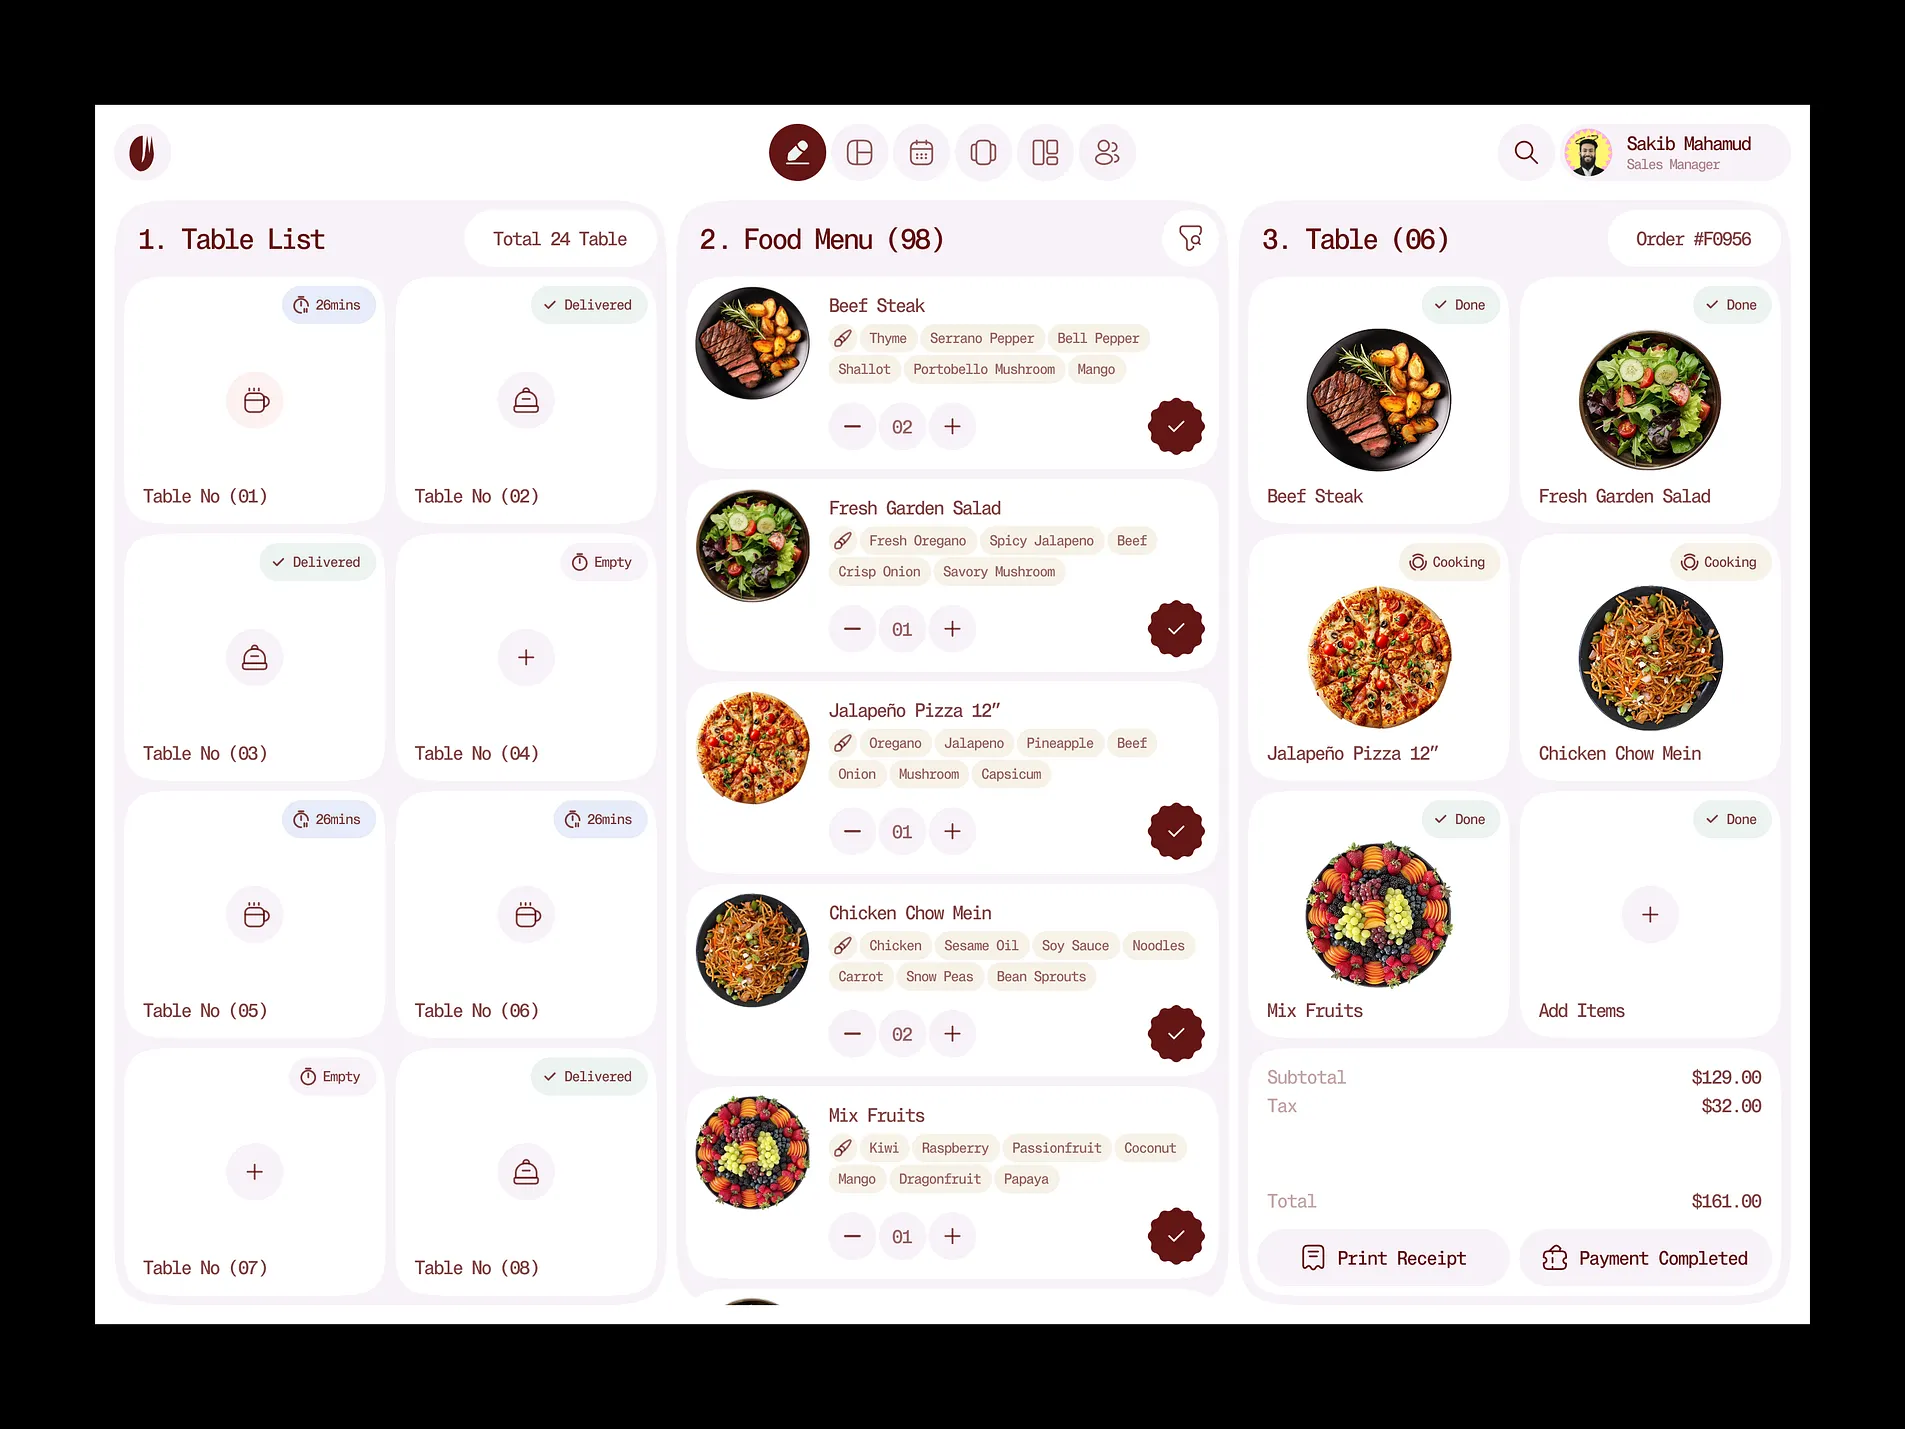 Sakib Mahamud
Sales Manager
1. Table List
Total 24 Table
26mins
Table No (01)
Delivered
Table No (02)
Delivered
Table No (03)
Empty
Table No (04)
26mins
Table No (05)
26mins
Table No (06)
Empty
Table No (07)
Delivered
Table No (08)
2. Food Menu (98)
Beef Steak
Thyme Serrano Pepper Bell Pepper
Shallot Portobello Mushroom Mango
02
Fresh Garden Salad
Fresh Oregano Spicy Jalapeno Beef
Crisp Onion Savory Mushroom
01
Jalapeño Pizza 12”
Oregano Jalapeno Pineapple Beef
Onion Mushroom Capsicum
01
Chicken Chow Mein
Chicken Sesame Oil Soy Sauce Noodles
Carrot Snow Peas Bean Sprouts
02
Mix Fruits
Kiwi Raspberry Passionfruit Coconut
Mango Dragonfruit Papaya
01
3. Table (06)
Order #F0956
Done
Beef Steak
Done
Fresh Garden Salad
Cooking
Jalapeño Pizza 12”
Cooking
Chicken Chow Mein
Done
Mix Fruits
Done
Add Items
Subtotal $129.00
Tax $32.00
Total $161.00
Print Receipt
Payment Completed